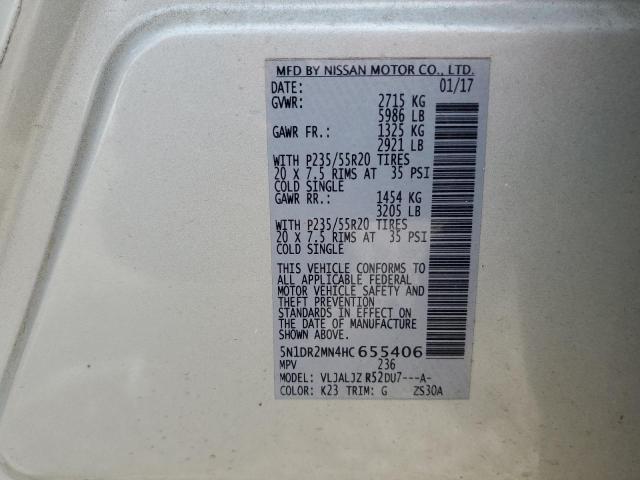 MFD BY NISSAN MOTOR CO., LTD.
DATE: 01/17
GVWR: 2715 KG
5986 LB
GAWR FR.: 1325 KG
2921 LB
WITH P235/55R20 TIRES
20 X 7.5 RIMS AT 35 PSI
COLD SINGLE
GAWR RR.: 1454 KG
3205 LB
WITH P235/55R20 TIRES
20 X 7.5 RIMS AT 35 PSI
COLD SINGLE
THIS VEHICLE CONFORMS TO
ALL APPLICABLE FEDERAL
MOTOR VEHICLE SAFETY AND
THEFT PREVENTION
STANDARDS IN EFFECT ON THE
DATE OF MANUFACTURE
SHOWN ABOVE.
5N1DR2MN4HC655406
MPV 236
MODEL: VLJALJZ R52DU7---A-
COLOR: K23 TRIM: G ZS30A